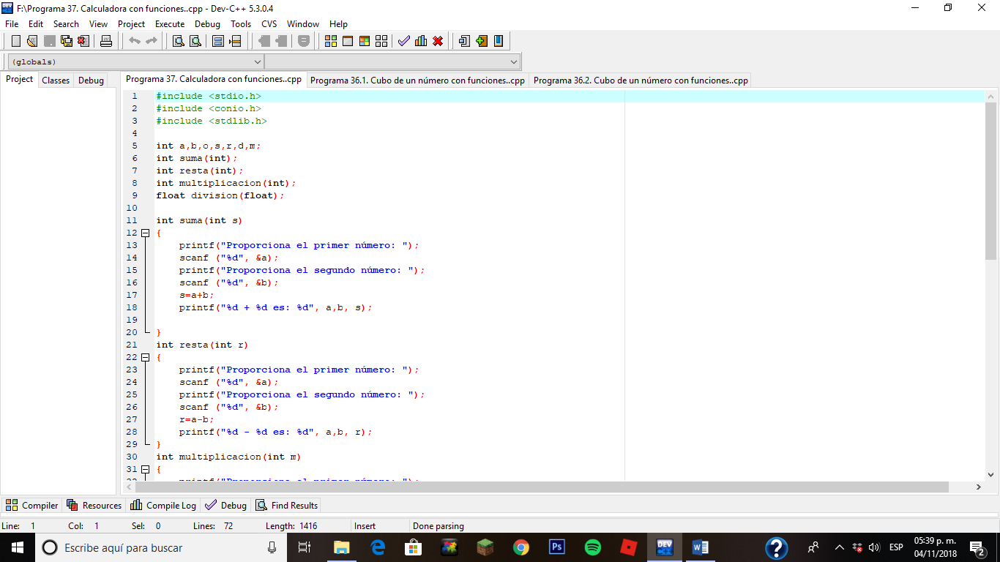 F:\Programa 37. Calculadora con funciones..cpp - Dev-C++ 5.3.0.4
File Edit Search View Project Execute Debug Tools CVS Window Help
(globals)
Project Classes Debug
Programa 37. Calculadora con funciones..cpp Programa 36.1. Cubo de un número con funciones..cpp Programa 36.2. Cubo de un número con funciones..cpp
1 #include <stdio.h>
2 #include <conio.h>
3 #include <stdlib.h>
4
5 int a,b,o,s,r,d,m;
6 int suma(int);
7 int resta(int);
8 int multiplicacion(int);
9 float division(float);
10
11 int suma(int s)
12 {
13 printf("Proporciona el primer número: ");
14 scanf ("%d", &a);
15 printf("Proporciona el segundo número: ");
16 scanf ("%d", &b);
17 s=a+b;
18 printf("%d + %d es: %d", a,b, s);
19
20 }
21 int resta(int r)
22 {
23 printf("Proporciona el primer número: ");
24 scanf ("%d", &a);
25 printf("Proporciona el segundo número: ");
26 scanf ("%d", &b);
27 r=a-b;
28 printf("%d - %d es: %d", a,b, r);
29 }
30 int multiplicacion(int m)
31 {
32 printf("Proporciona el primer número: ");
Compiler Resources Compile Log Debug Find Results
Line: 1 Col: 1 Sel: 0 Lines: 72 Length: 1416 Insert Done parsing
Escribe aquí para buscar
Ps
DEV
ESP
05:39 p. m.
04/11/2018
2